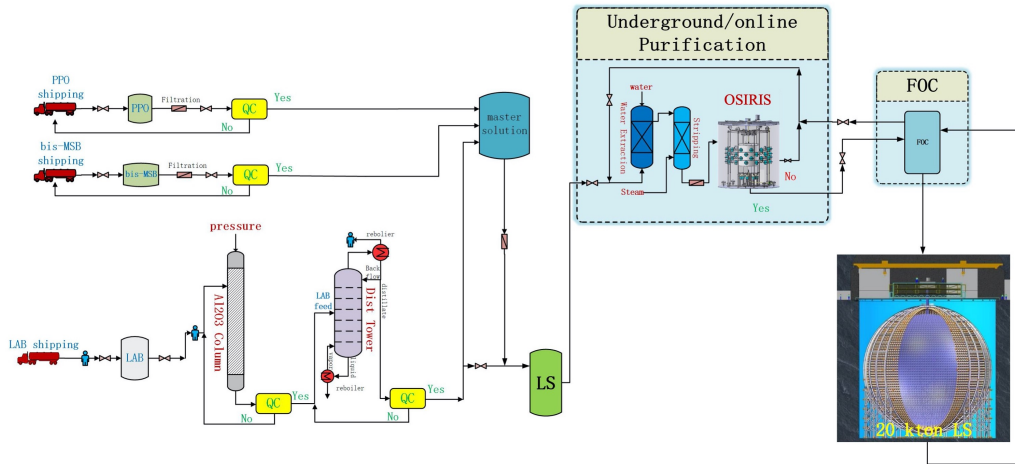 Underground/online
Purification
PPO
shipping
PPO
Filtration
QC
Yes
No
master
solution
bis-MSB
shipping
bis-MSB
Filtration
QC
Yes
No
water
Water Extraction
Stripping
OSIRIS
Steam
No
Yes
FOC
FOC
pressure
Al2O3 Column
rebolier
Back
flow
distillate
LAB
feed
Dist Tower
vapor
liquid
reboiler
LAB shipping
LAB
QC
Yes
No
QC
Yes
No
LS
20 kton LS